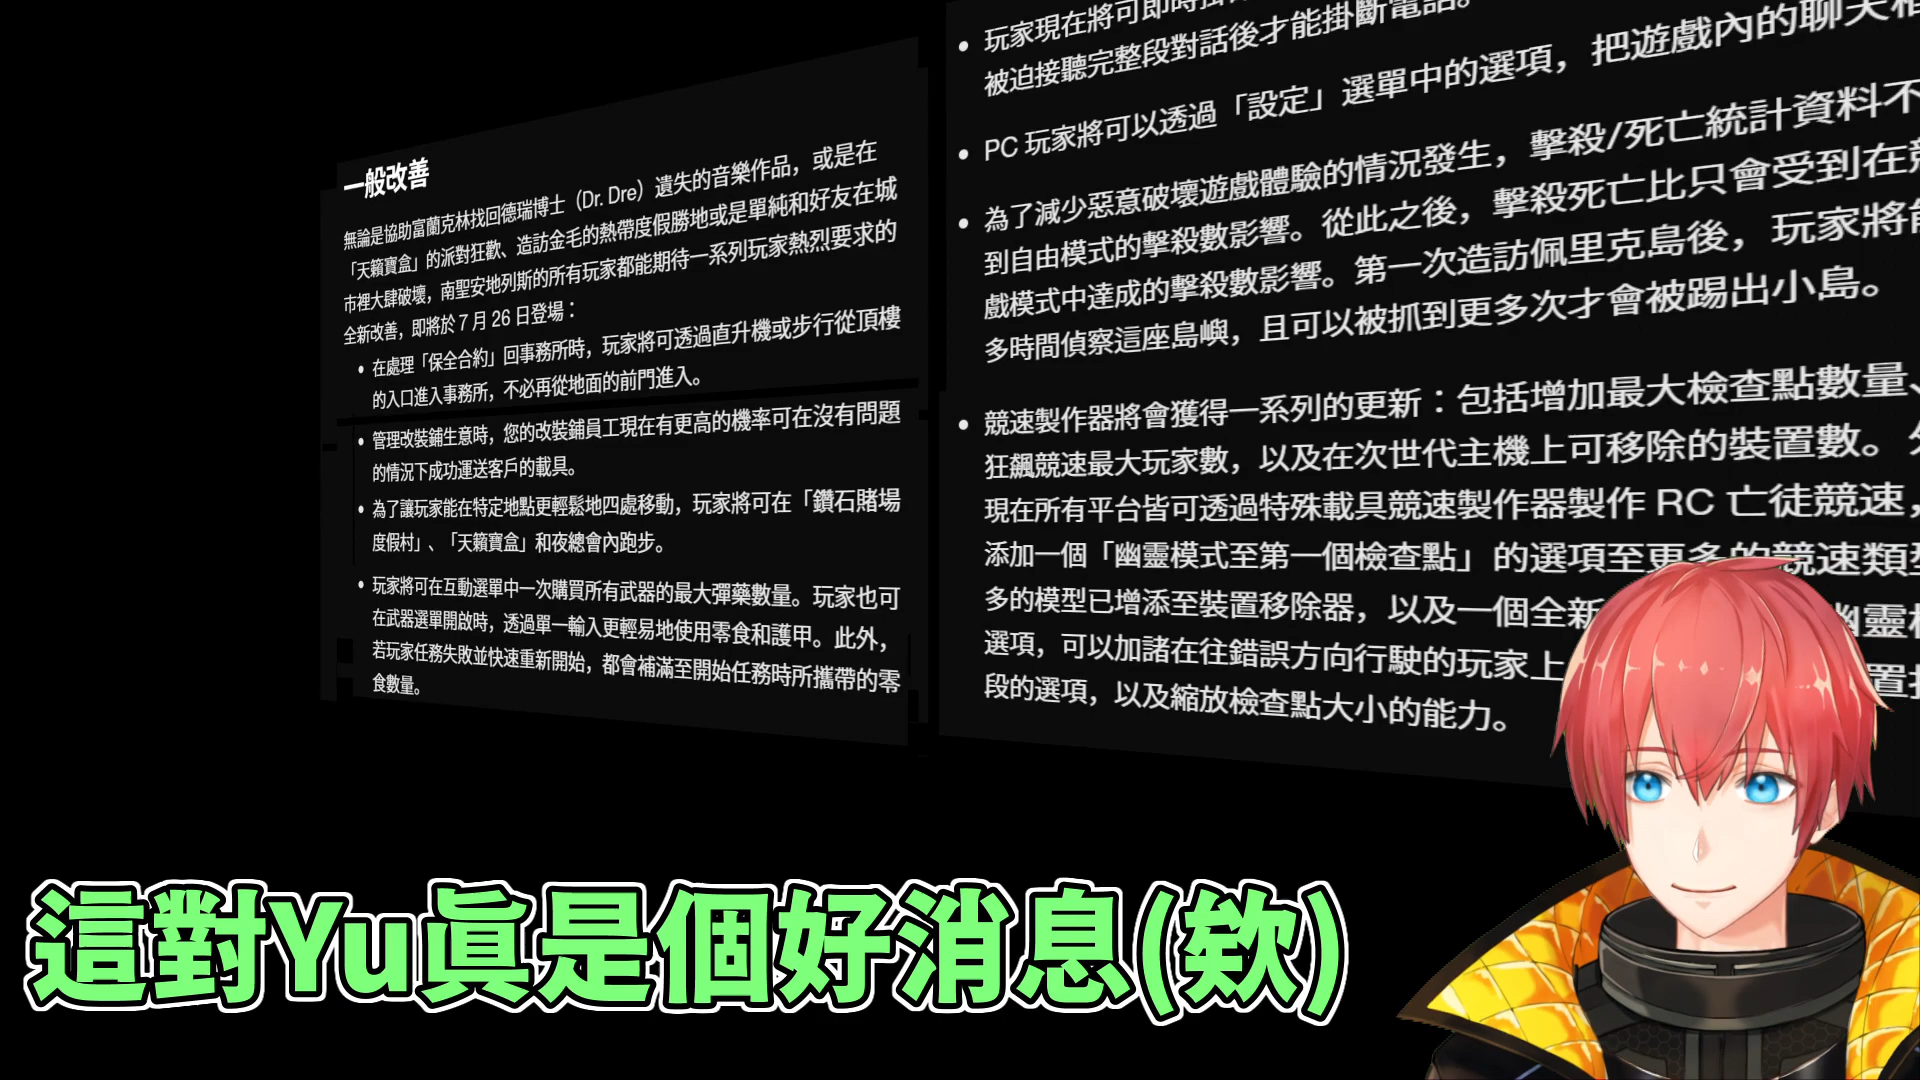 一般改善
無論是協助富蘭克林找回德瑞博士（Dr. Dre）遺失的音樂作品，或是在
「天籟寶盒」的派對狂歡、造訪金毛的熱帶度假勝地或是單純和好友在城
市裡大肆破壞，南聖安地列斯的所有玩家都能期待一系列玩家熱烈要求的
全新改善，即將於 7 月 26 日登場：
• 在處理「保全合約」回事務所時，玩家將可透過直升機或步行從頂樓
的入口進入事務所，不必再從地面的前門進入。
• 管理改裝鋪生意時，您的改裝鋪員工現在有更高的機率可在沒有問題
的情況下成功運送客戶的載具。
• 為了讓玩家能在特定地點更輕鬆地四處移動，玩家將可在「鑽石賭場
度假村」、「天籟寶盒」和夜總會內跑步。
• 玩家將可在互動選單中一次購買所有武器的最大彈藥數量。玩家也可
在武器選單開啟時，透過單一輸入更輕易地使用零食和護甲。此外，
若玩家任務失敗並快速重新開始，都會補滿至開始任務時所攜帶的零
食數量。
• 玩家現在將可即時掛
被迫接聽完整段對話後才能掛斷電話。
• PC 玩家將可以透過「設定」選單中的選項，把遊戲內的聊天相
• 為了減少惡意破壞遊戲體驗的情況發生，擊殺/死亡統計資料不
到自由模式的擊殺數影響。從此之後，擊殺死亡比只會受到在競
戲模式中達成的擊殺數影響。第一次造訪佩里克島後，玩家將能
多時間偵察這座島嶼，且可以被抓到更多次才會被踢出小島。
• 競速製作器將會獲得一系列的更新：包括增加最大檢查點數量、
狂飆競速最大玩家數，以及在次世代主機上可移除的裝置數。
現在所有平台皆可透過特殊載具競速製作器製作 RC 亡徒競速，
添加一個「幽靈模式至第一個檢查點」的選項至更多的競速類型
多的模型已增添至裝置移除器，以及一個全新 幽靈模
選項，可以加諸在往錯誤方向行駛的玩家上 置
段的選項，以及縮放檢查點大小的能力。
這對Yu眞是個好消息(欸)